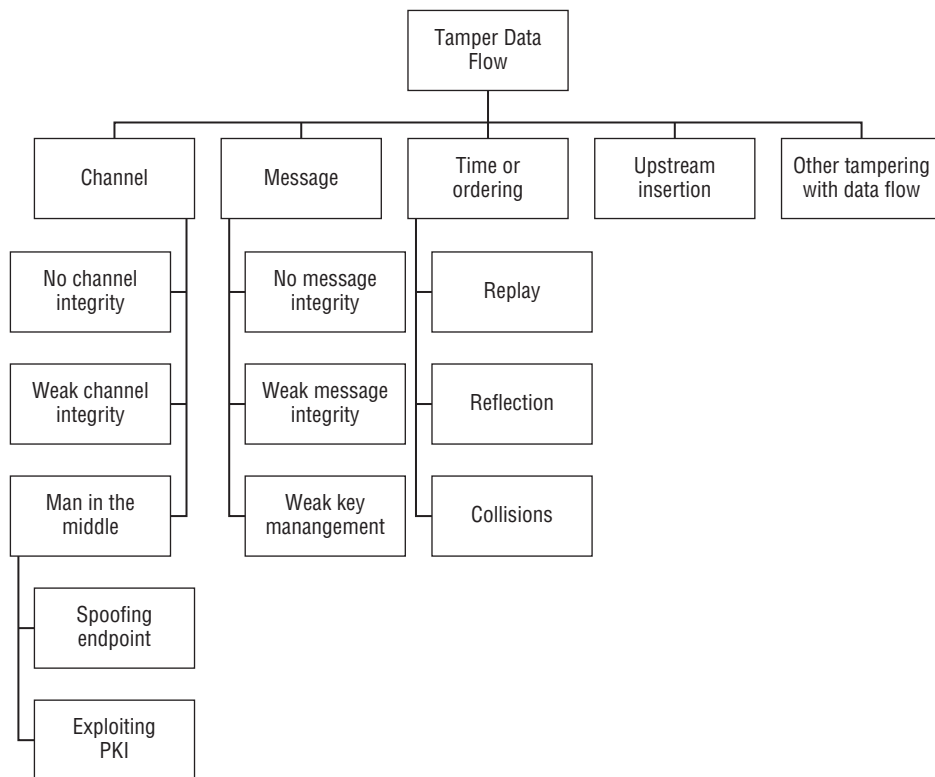 Tamper Data
Flow
Channel
Message
Time or
ordering
Upstream
insertion
Other tampering
with data flow
No channel
integrity
No message
integrity
Replay
Weak channel
integrity
Weak message
integrity
Reflection
Man in the
middle
Weak key
manangement
Collisions
Spoofing
endpoint
Exploiting
PKI